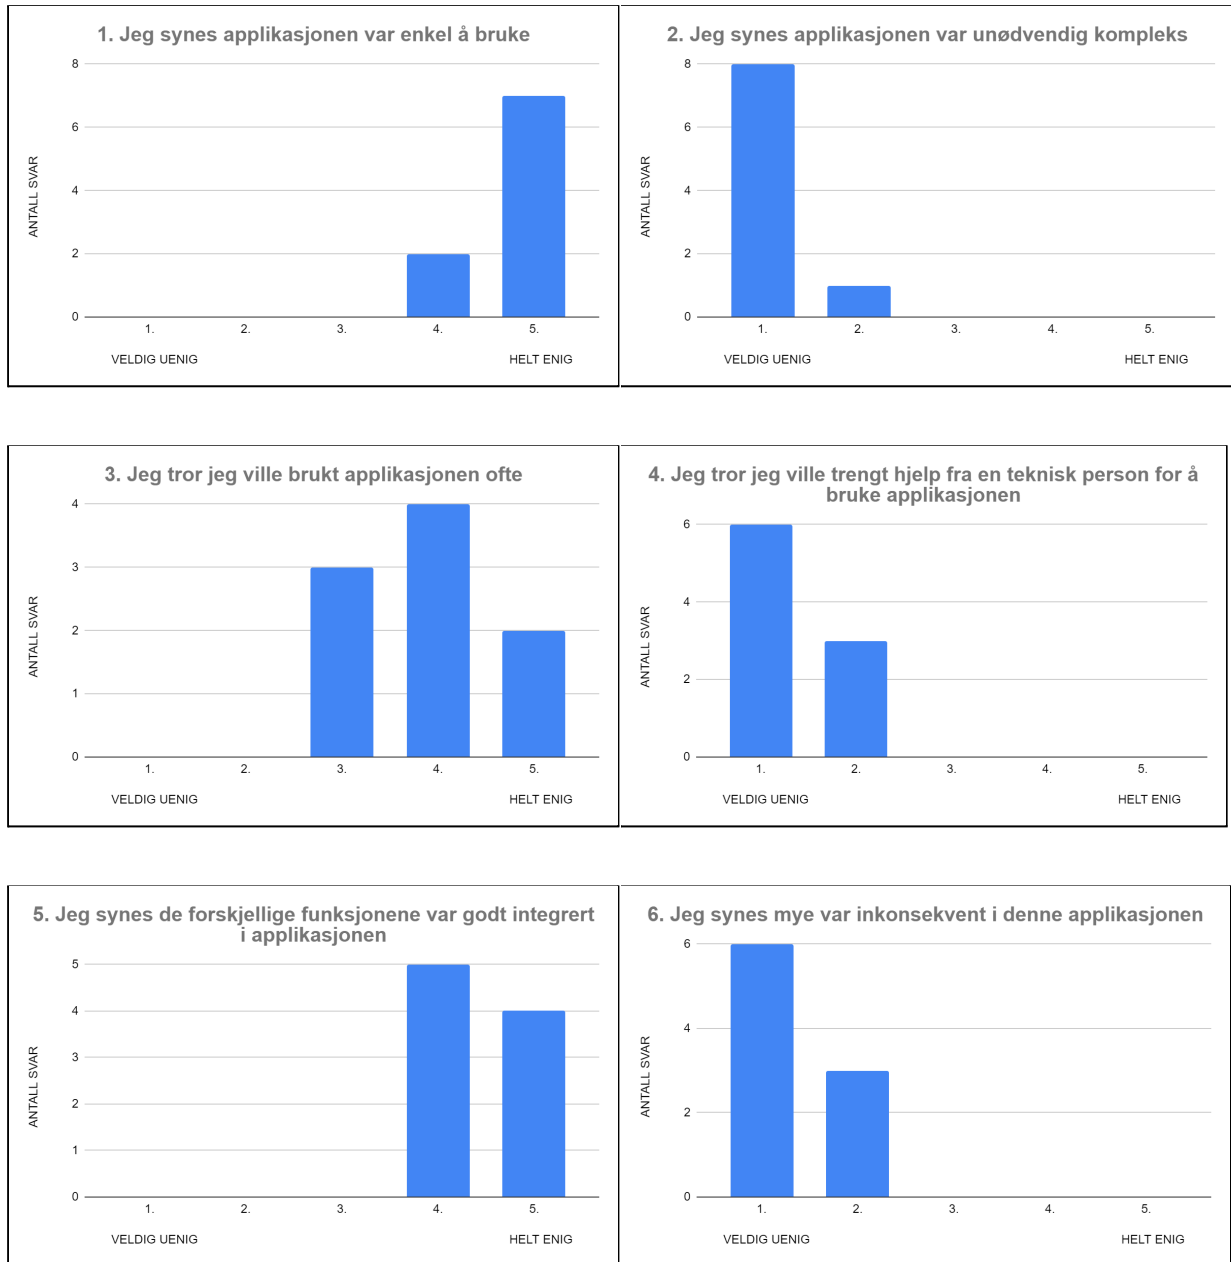 1. Jeg synes applikasjonen var enkel å bruke
8
6
4
2
0
ANTALL SVAR
1.
2.
3.
4.
5.
VELDIG UENIG
HELT ENIG
2. Jeg synes applikasjonen var unødvendig kompleks
8
6
4
2
0
ANTALL SVAR
1.
2.
3.
4.
5.
VELDIG UENIG
HELT ENIG
3. Jeg tror jeg ville brukt applikasjonen ofte
4
3
2
1
0
ANTALL SVAR
1.
2.
3.
4.
5.
VELDIG UENIG
HELT ENIG
4. Jeg tror jeg ville trengt hjelp fra en teknisk person for å
bruke applikasjonen
6
4
2
0
ANTALL SVAR
1.
2.
3.
4.
5.
VELDIG UENIG
HELT ENIG
5. Jeg synes de forskjellige funksjonene var godt integrert
i applikasjonen
5
4
3
2
1
0
ANTALL SVAR
1.
2.
3.
4.
5.
VELDIG UENIG
HELT ENIG
6. Jeg synes mye var inkonsekvent i denne applikasjonen
6
4
2
0
ANTALL SVAR
1.
2.
3.
4.
5.
VELDIG UENIG
HELT ENIG